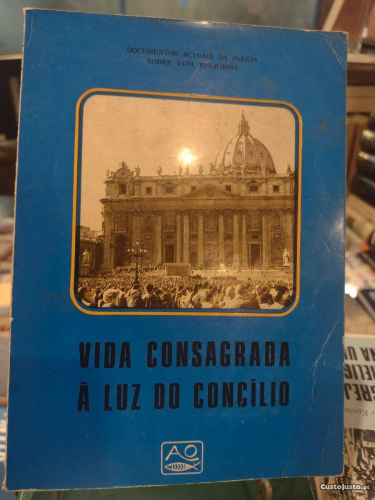 DOCUMENTOS ACTUAIS DA IGREJA
SOBRE VIDA RELIGIOSA
VIDA CONSAGRADA
À LUZ DO CONCÍLIO
AO
CustoJusto.pt